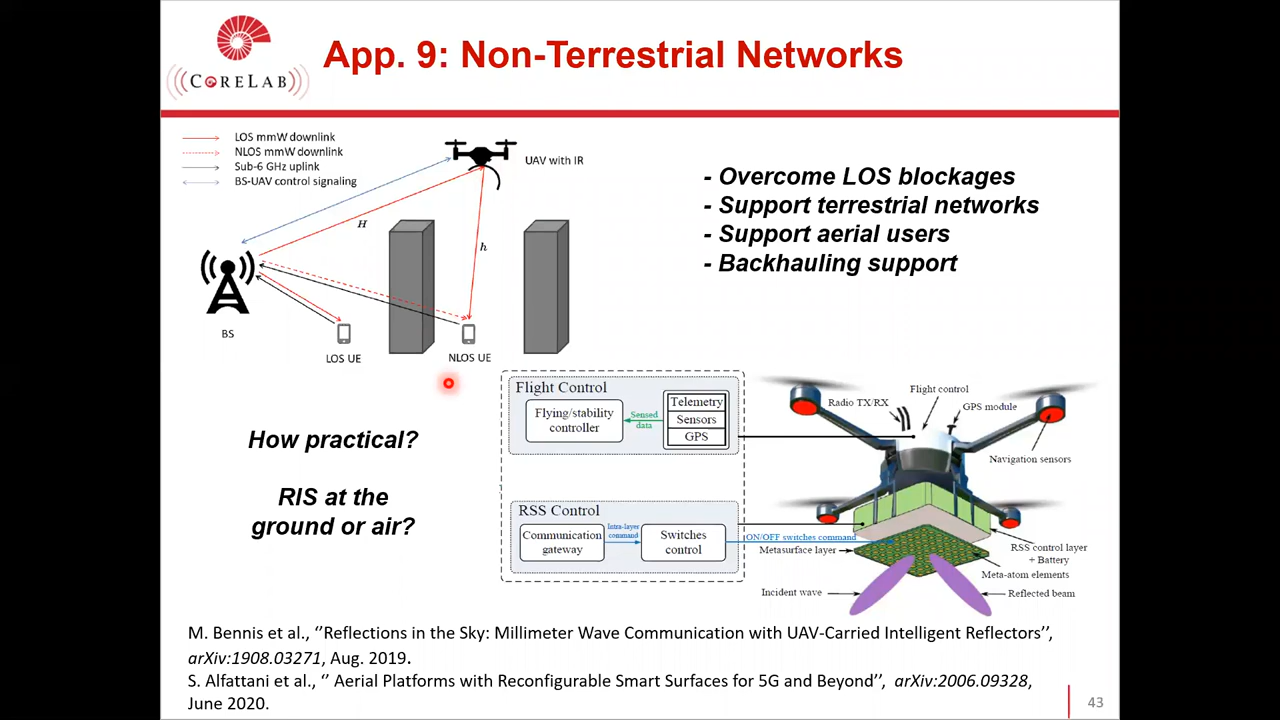 CORELAB
App. 9: Non-Terrestrial Networks
LOS mmW downlink
NLOS mmW downlink
Sub-6 GHz uplink
BS-UAV control signaling
UAV with IR
H
h
BS
LOS UE
NLOS UE
- Overcome LOS blockages
- Support terrestrial networks
- Support aerial users
- Backhauling support
How practical?
RIS at the
ground or air?
Flight Control
Flying/stability
controller
Sensed
data
Telemetry
Sensors
GPS
RSS Control
Communication
gateway
Intra-layer
command
Switches
control
ON/OFF switches command
Flight control
Radio TX/RX
GPS module
Navigation sensors
Metasurface layer
RSS control layer
+ Battery
Meta-atom elements
Incident wave
Reflected beam
M. Bennis et al., ‘’Reflections in the Sky: Millimeter Wave Communication with UAV-Carried Intelligent Reflectors’’,
arXiv:1908.03271, Aug. 2019.
S. Alfattani et al., ‘’ Aerial Platforms with Reconfigurable Smart Surfaces for 5G and Beyond’’, arXiv:2006.09328,
June 2020.
43